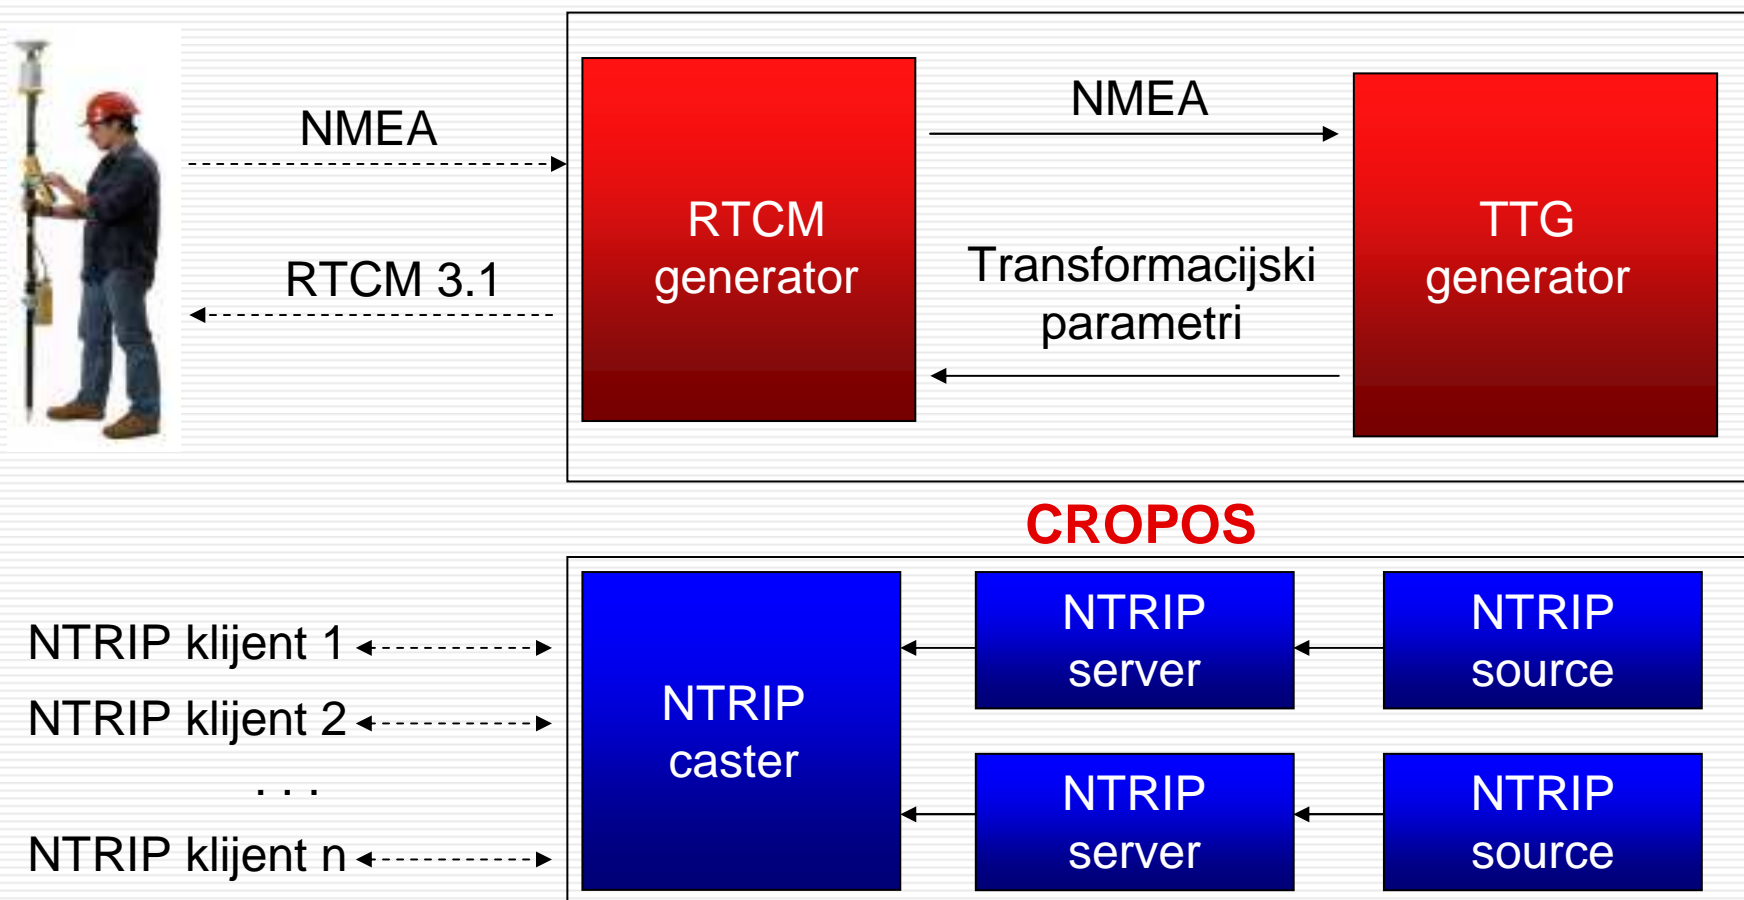 NMEA
RTCM 3.1
RTCM
generator
NMEA
Transformacijski
parametri
TTG
generator
CROPOS
NTRIP klijent 1
NTRIP klijent 2
. . .
NTRIP klijent n
NTRIP
caster
NTRIP
server
NTRIP
source
NTRIP
server
NTRIP
source